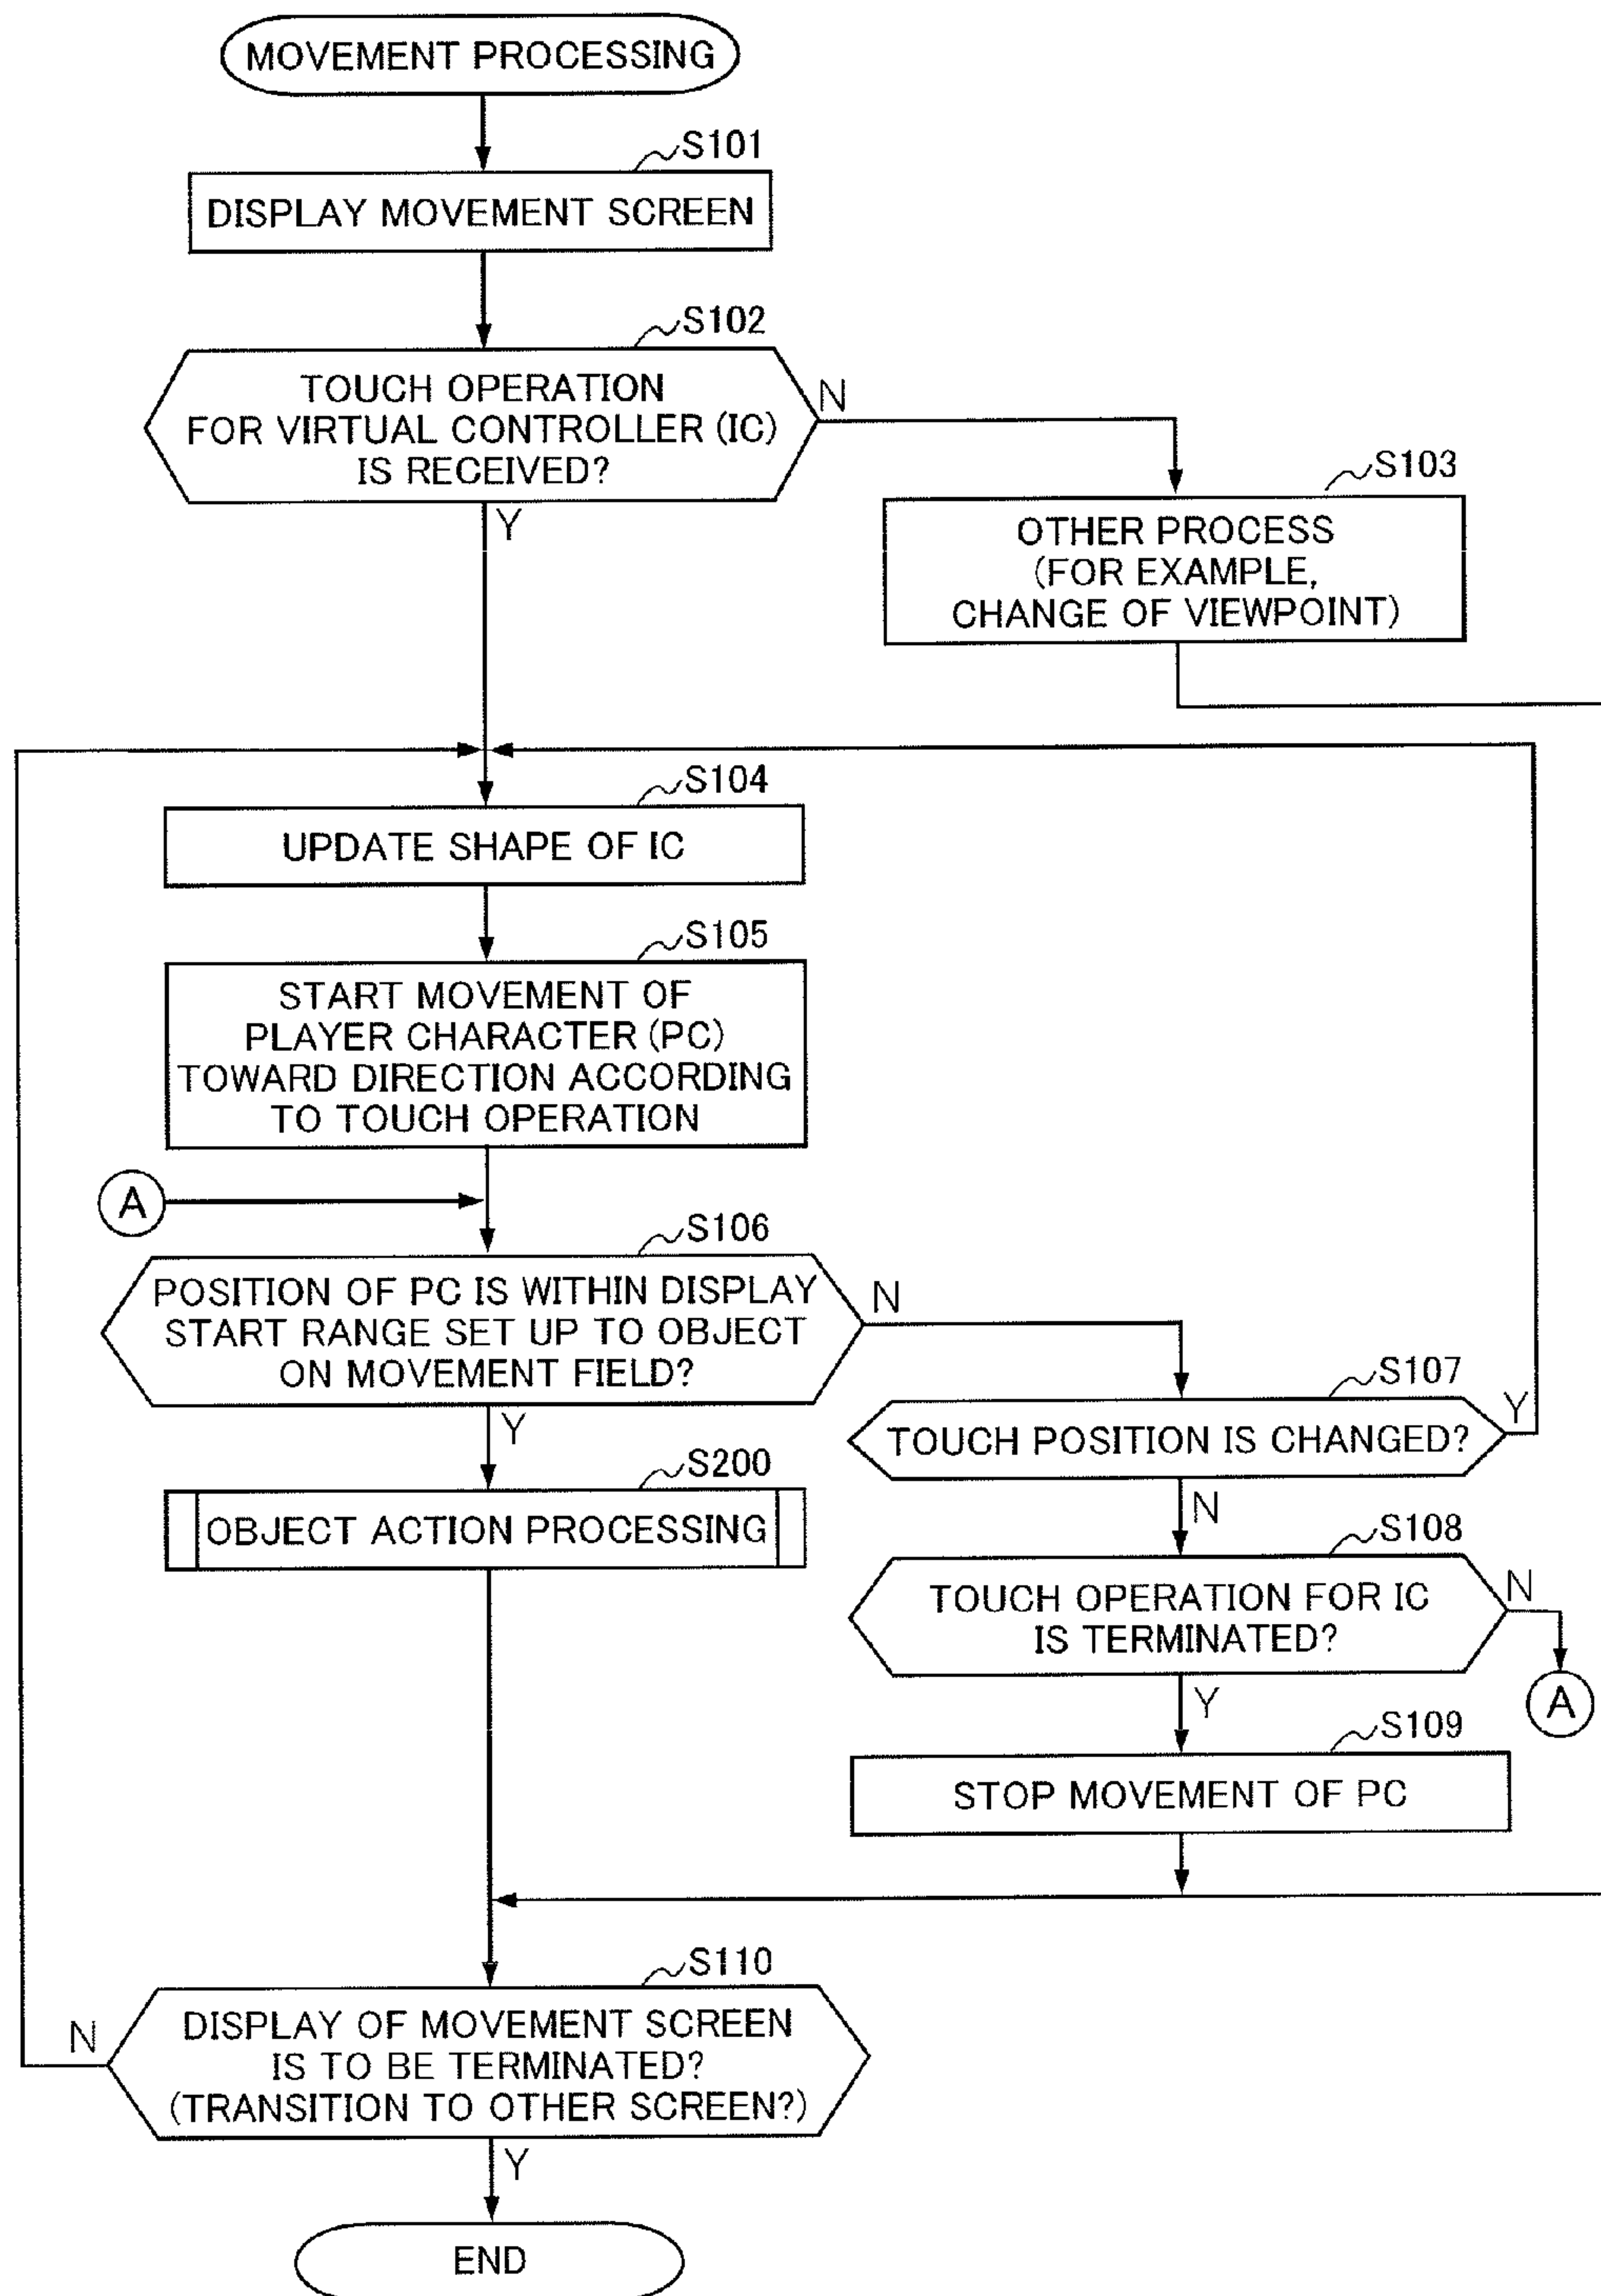 MOVEMENT PROCESSING
S101
DISPLAY MOVEMENT SCREEN
S102
TOUCH OPERATION
FOR VIRTUAL CONTROLLER (IC)
IS RECEIVED?
N
Y
S103
OTHER PROCESS
(FOR EXAMPLE,
CHANGE OF VIEWPOINT)
S104
UPDATE SHAPE OF IC
S105
START MOVEMENT OF
PLAYER CHARACTER (PC)
TOWARD DIRECTION ACCORDING
TO TOUCH OPERATION
A
S106
POSITION OF PC IS WITHIN DISPLAY
START RANGE SET UP TO OBJECT
ON MOVEMENT FIELD?
N
Y
S107
TOUCH POSITION IS CHANGED?
Y
N
S200
OBJECT ACTION PROCESSING
S108
TOUCH OPERATION FOR IC
IS TERMINATED?
N
A
Y
S109
STOP MOVEMENT OF PC
S110
DISPLAY OF MOVEMENT SCREEN
IS TO BE TERMINATED?
(TRANSITION TO OTHER SCREEN?)
N
Y
END